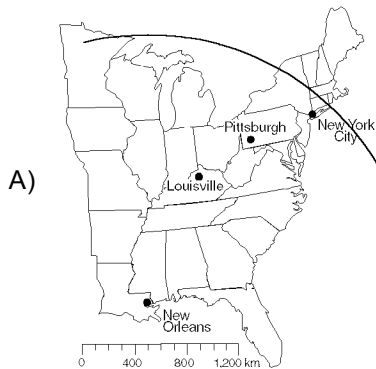 Pittsburgh
New York
City
A)
Louisville
New
Orleans
0 400 800 1,200 km